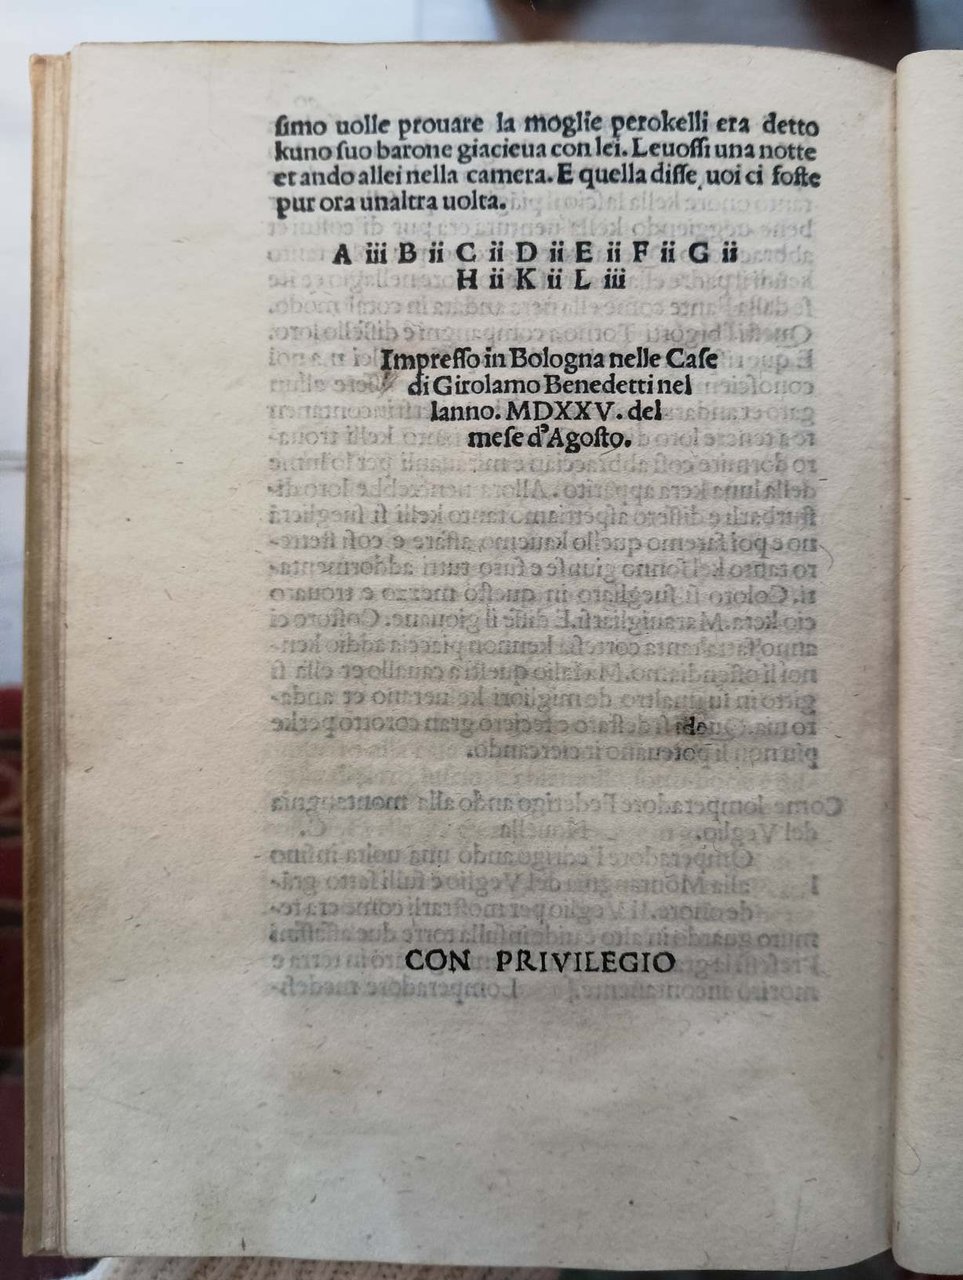 ſimo uolle prouare la moglie perokelli era detto
kuno ſuo barone giacieua con lei. Leuoſſi una notte
et ando allei nella camera. E quella diſſe, uoi ci foſte
pur ora unaltra uolta.
A iii B ii C ii D ii E ii F ii G ii
H ii K ii L iii
Impreſſo in Bologna nelle Caſe
di Girolamo Benedetti nel
lanno. MDXXV. del
meſe d'Agoſto.
CON PRIVILEGIO